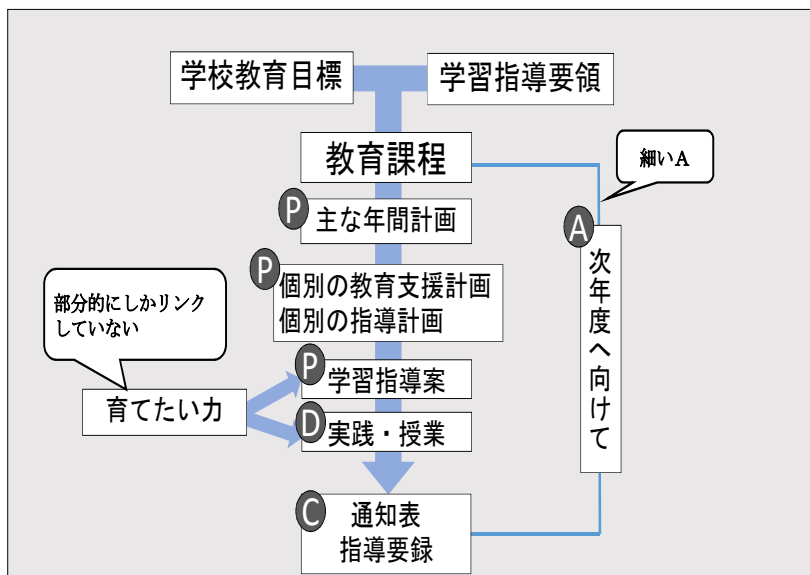 学校教育目標
学習指導要領
教育課程
細いA
P
主な年間計画
A
次年度へ向けて
P
個別の教育支援計画
個別の指導計画
部分的にしかリンク
していない
P
学習指導案
育てたい力
D
実践・授業
C
通知表
指導要録